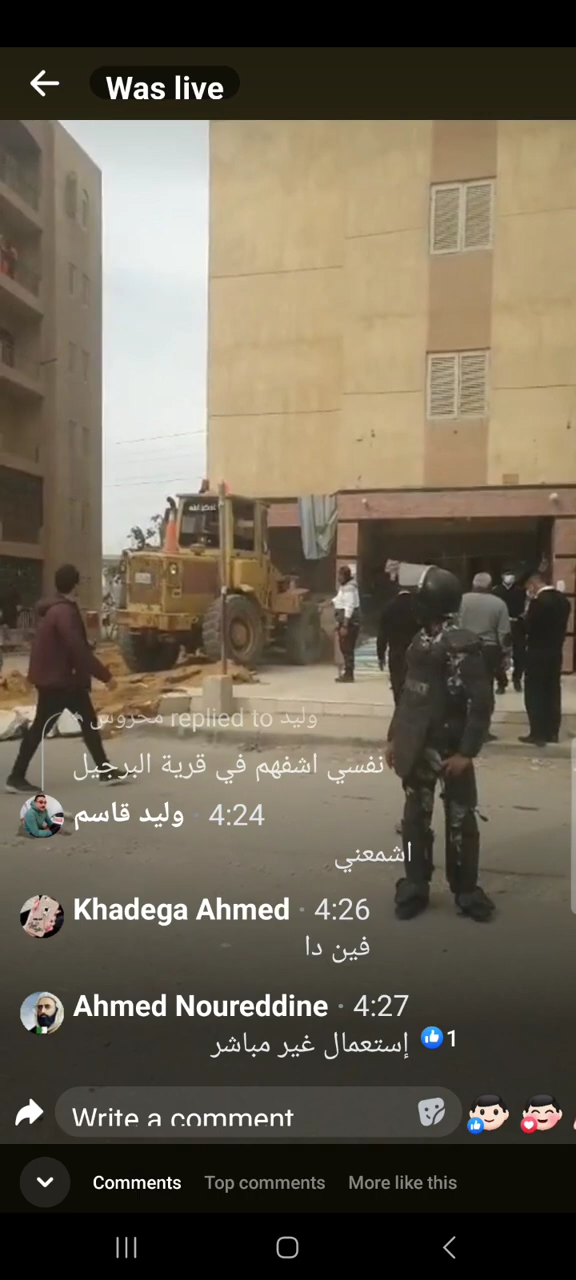 Was live
محروس replied to وليد
نفسي اشفهم في قرية البرجيل
وليد قاسم · 4:24
اشمعني
Khadega Ahmed · 4:26
فين دا
Ahmed Noureddine · 4:27
إستعمال غير مباشر
1
Write a comment
Comments Top comments More like this